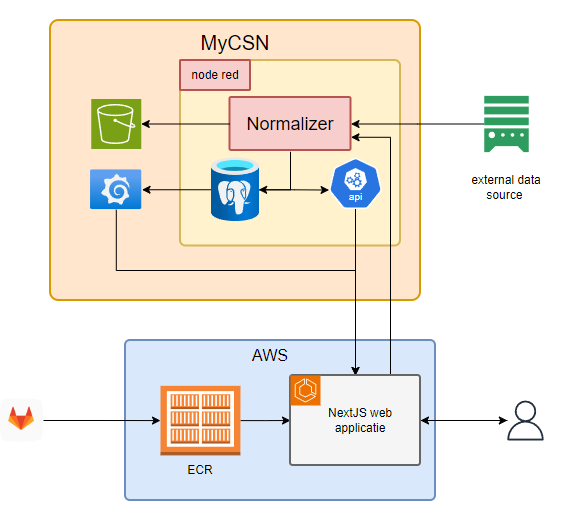 MyCSN
node red
Normalizer
external data
source
api
AWS
NextJS web
applicatie
ECR